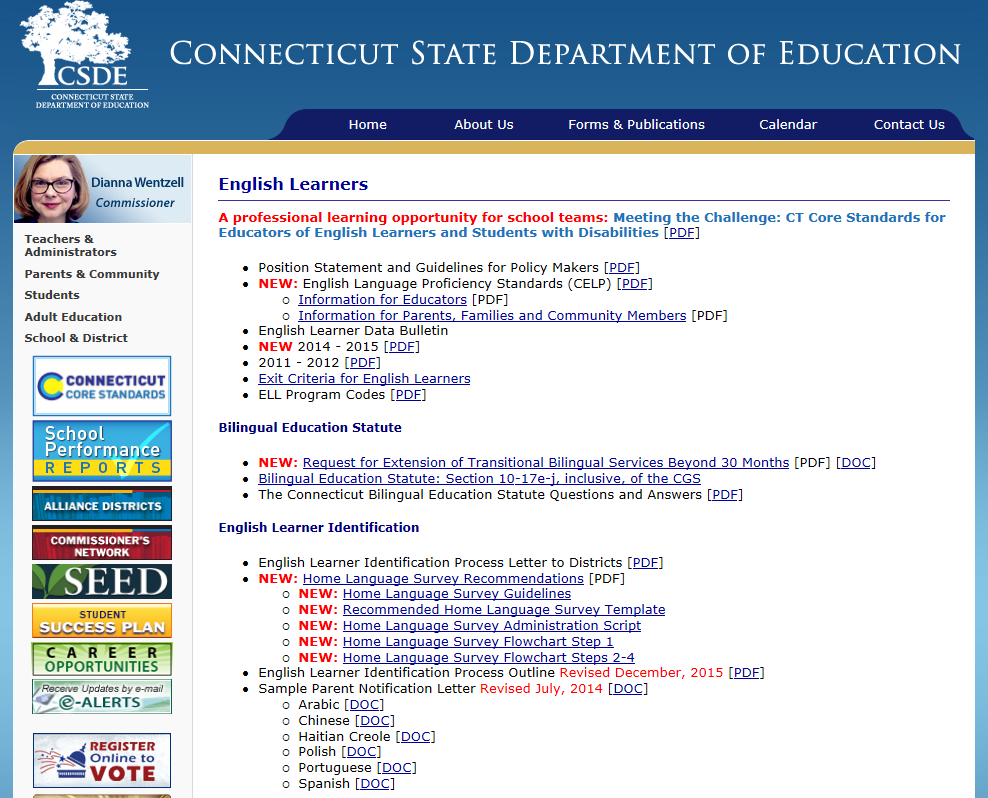 CSDE
CONNECTICUT STATE
DEPARTMENT OF EDUCATION
CONNECTICUT STATE DEPARTMENT OF EDUCATION
Home About Us Forms & Publications Calendar Contact Us
Dianna Wentzell
Commissioner
Teachers &
Administrators
Parents & Community
Students
Adult Education
School & District
CONNECTICUT
CORE STANDARDS
School
Performance
REPORTS
ALLIANCE DISTRICTS
COMMISSIONER'S
NETWORK
SEED
STUDENT
SUCCESS PLAN
CAREER
OPPORTUNITIES
Receive Updates by e-mail
e-ALERTS
REGISTER
Online to
VOTE
English Learners
A professional learning opportunity for school teams: Meeting the Challenge: CT Core Standards for
Educators of English Learners and Students with Disabilities [PDF]
Position Statement and Guidelines for Policy Makers [PDF]
NEW: English Language Proficiency Standards (CELP) [PDF]
Information for Educators [PDF]
Information for Parents, Families and Community Members [PDF]
English Learner Data Bulletin
NEW 2014 - 2015 [PDF]
2011 - 2012 [PDF]
Exit Criteria for English Learners
ELL Program Codes [PDF]
Bilingual Education Statute
NEW: Request for Extension of Transitional Bilingual Services Beyond 30 Months [PDF] [DOC]
Bilingual Education Statute: Section 10-17e-j, inclusive, of the CGS
The Connecticut Bilingual Education Statute Questions and Answers [PDF]
English Learner Identification
English Learner Identification Process Letter to Districts [PDF]
NEW: Home Language Survey Recommendations [PDF]
NEW: Home Language Survey Guidelines
NEW: Recommended Home Language Survey Template
NEW: Home Language Survey Administration Script
NEW: Home Language Survey Flowchart Step 1
NEW: Home Language Survey Flowchart Steps 2-4
English Learner Identification Process Outline Revised December, 2015 [PDF]
Sample Parent Notification Letter Revised July, 2014 [DOC]
Arabic [DOC]
Chinese [DOC]
Haitian Creole [DOC]
Polish [DOC]
Portuguese [DOC]
Spanish [DOC]